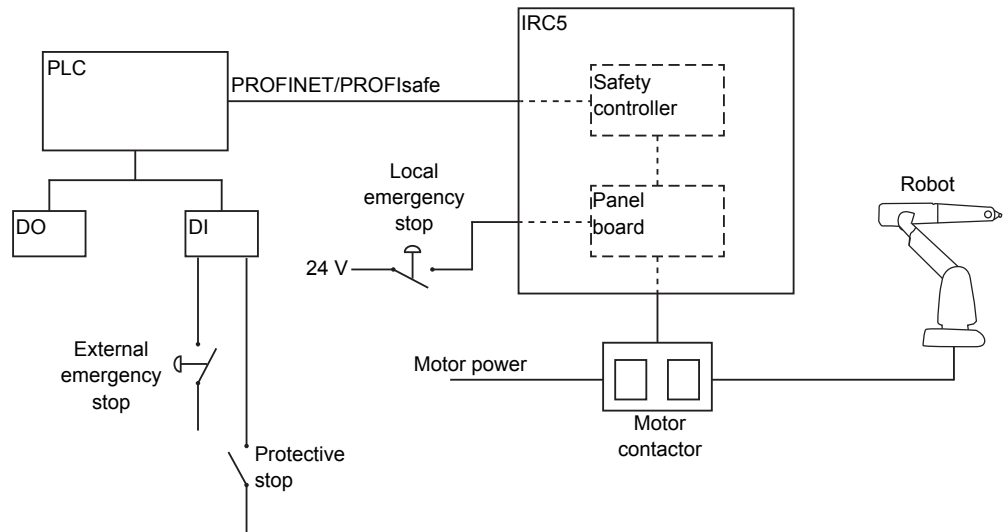 IRC5
PLC
PROFINET/PROFIsafe
Safety
controller
Local
emergency
stop
Robot
DO
DI
Panel
board
24 V
External
emergency
stop
Motor power
Motor
contactor
Protective
stop